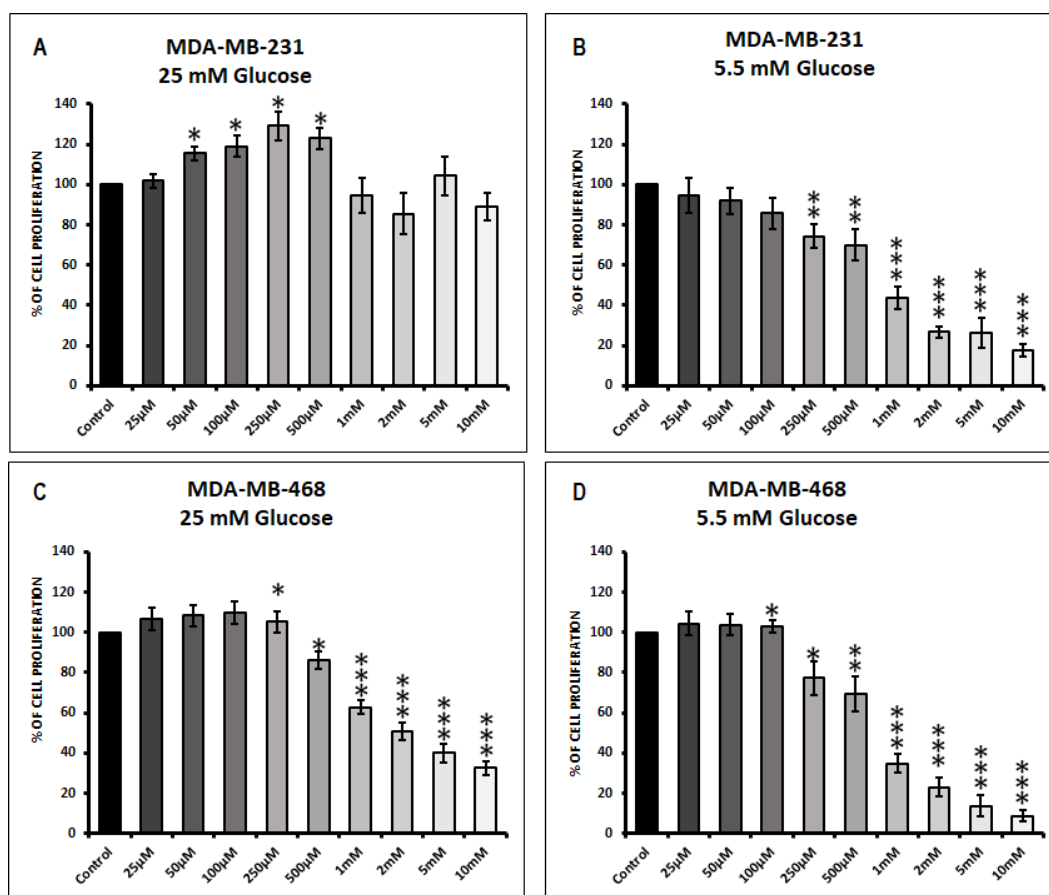 A
MDA-MB-231
25 mM Glucose
% OF CELL PROLIFERATION
140
120
100
80
60
40
20
0
*
*
*
*
Control
25µM
50µM
100µM
250µM
500µM
1mM
2mM
5mM
10mM
B
MDA-MB-231
5.5 mM Glucose
% OF CELL PROLIFERATION
140
120
100
80
60
40
20
0
**
**
***
***
***
***
Control
25µM
50µM
100µM
250µM
500µM
1mM
2mM
5mM
10mM
C
MDA-MB-468
25 mM Glucose
% OF CELL PROLIFERATION
140
120
100
80
60
40
20
0
*
*
***
***
***
***
Control
25µM
50µM
100µM
250µM
500µM
1mM
2mM
5mM
10mM
D
MDA-MB-468
5.5 mM Glucose
% OF CELL PROLIFERATION
140
120
100
80
60
40
20
0
*
*
**
***
***
***
***
Control
25µM
50µM
100µM
250µM
500µM
1mM
2mM
5mM
10mM